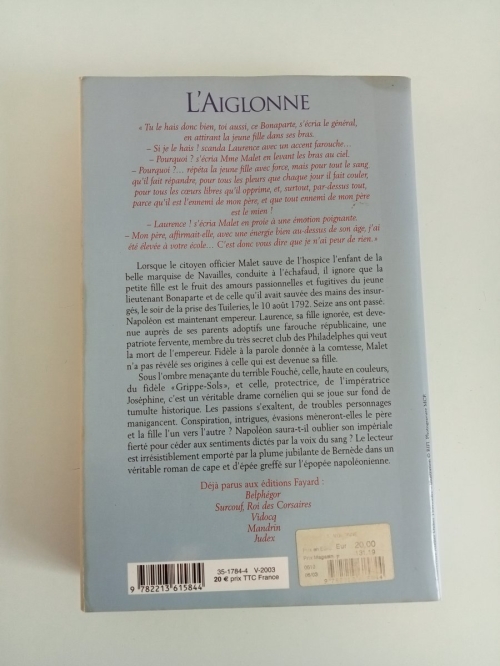 L'AIGLONNE
« Tu le hais donc bien, toi aussi, ce Bonaparte, s'écria le général,
en attirant la jeune fille dans ses bras.
– Si je le hais ! scanda Laurence avec un accent farouche...
– Pourquoi ? s'écria Mme Malet en levant les bras au ciel.
– Pourquoi ?... répéta la jeune fille avec force, mais pour tout le sang
qu'il fait répandre, pour tous les pleurs que chaque jour il fait couler,
pour tous les cœurs libres qu'il opprime, et, surtout, par-dessus tout,
parce qu'il est l'ennemi de mon père, et que tout ennemi de mon père
est le mien !
– Laurence ! s'écria Malet en proie à une émotion poignante.
– Mon père, affirma-t-elle, avec une énergie bien au-dessus de son âge, j'ai
été élevée à votre école... C'est donc vous dire que je n'ai peur de rien. »
Lorsque le citoyen officier Malet sauve de l'hospice l'enfant de la
belle marquise de Navailles, conduite à l'échafaud, il ignore que la
petite fille est le fruit des amours passionnées et fugitives du jeune
lieutenant Bonaparte et de celle qu'il avait sauvée des mains des insur-
gés, le soir de la prise des Tuileries, le 10 août 1792. Seize ans ont passé.
Napoléon est maintenant empereur. Laurence, sa fille ignorée, est deve-
nue auprès de ses parents adoptifs une farouche républicaine, une
patriote fervente, membre du très secret club des Philadelphes qui veut
la mort de l'empereur. Fidèle à la parole donnée à la comtesse, Malet
n'a pas révélé ses origines à celle qui est devenue sa fille.
Sous l'ombre menaçante du terrible Fouché, celle, haute en couleurs,
du fidèle «Grippe-Sols», et celle, protectrice, de l'impératrice
Joséphine, c'est un véritable drame cornélien qui se joue sur fond de
tumulte historique. Les passions s'exaltent, de troubles personnages
manigancent. Conspiration, intrigues, évasions mèneront-elles le père
et la fille l'un vers l'autre ? Napoléon saura-t-il oublier son impériale
fierté pour céder aux sentiments dictés par la voix du sang ? Le lecteur
est irrésistiblement emporté par la plume jubilante de Bernède dans un
véritable roman de cape et d'épée greffé sur l'épopée napoléonienne.
Déjà parus aux éditions Fayard :
Belphégor
Surcouf, Roi des Corsaires
Vidocq
Mandrin
Judex
35-1784-4 V-2003
20 € prix TTC France
9 782213 615844
20,00